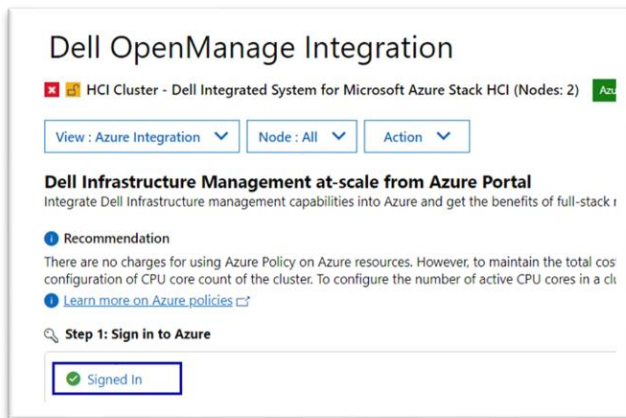 Dell OpenManage Integration
HCI Cluster - Dell Integrated System for Microsoft Azure Stack HCI (Nodes: 2)
View : Azure Integration Node : All Action
Dell Infrastructure Management at-scale from Azure Portal
Integrate Dell Infrastructure management capabilities into Azure and get the benefits of full-stack
Recommendation
There are no charges for using Azure Policy on Azure resources. However, to maintain the total
configuration of CPU core count of the cluster. To configure the number of active CPU cores in a
Learn more on Azure policies
Step 1: Sign in to Azure
Signed In